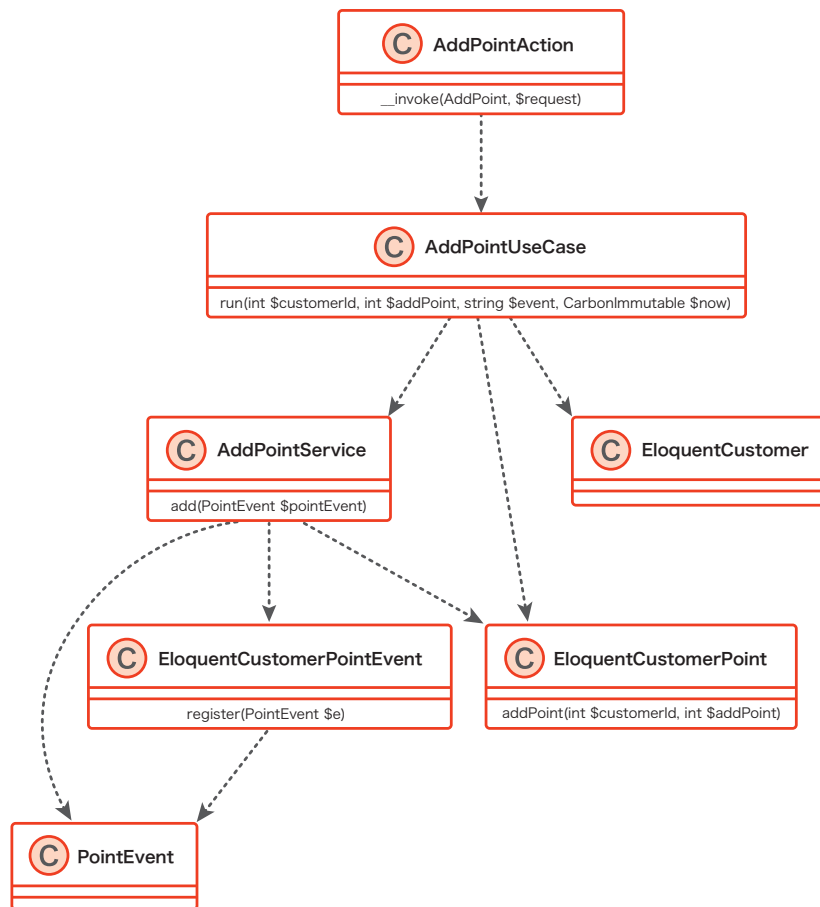 C AddPointAction
__invoke(AddPoint, $request)
C AddPointUseCase
run(int $customerId, int $addPoint, string $event, CarbonImmutable $now)
C AddPointService
add(PointEvent $pointEvent)
C EloquentCustomer
C EloquentCustomerPointEvent
register(PointEvent $e)
C EloquentCustomerPoint
addPoint(int $customerId, int $addPoint)
C PointEvent